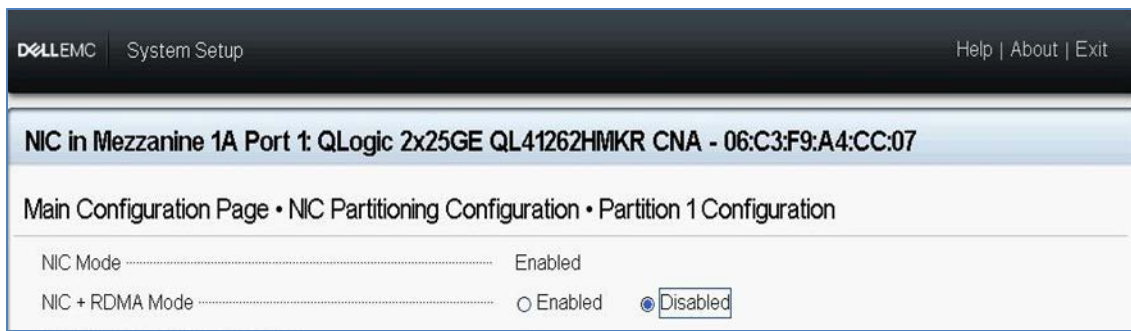 DELLEMC System Setup Help | About | Exit
NIC in Mezzanine 1A Port 1: QLogic 2x25GE QL41262HMKR CNA - 06:C3:F9:A4:CC:07
Main Configuration Page • NIC Partitioning Configuration • Partition 1 Configuration
NIC Mode Enabled
NIC + RDMA Mode Enabled Disabled